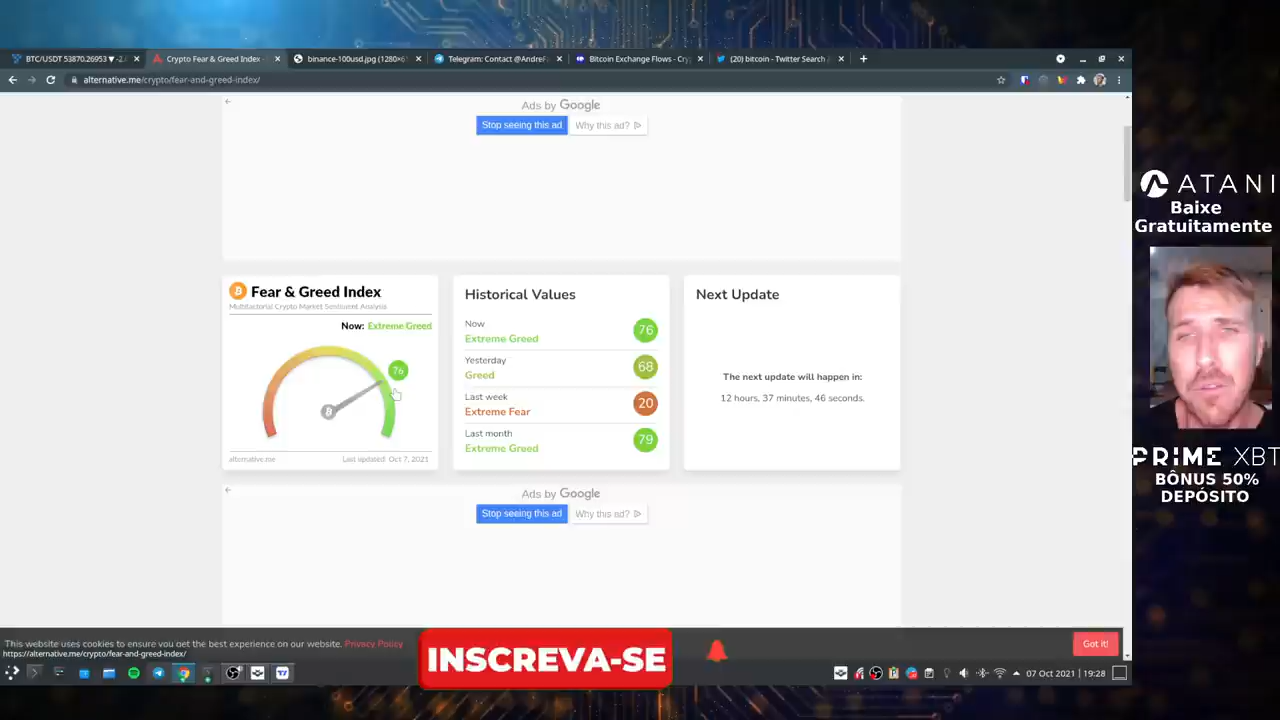 BTC/USDT 53870.26953 ▼ -2.
Crypto Fear & Greed Index -
binance-100usd.jpg (1280×6
Telegram: Contact @AndreF
Bitcoin Exchange Flows - Cry
(20) bitcoin - Twitter Search
alternative.me/crypto/fear-and-greed-index/
Ads by Google
Stop seeing this ad
Why this ad?
Fear & Greed Index
Multifactorial Crypto Market Sentiment Analysis
Now: Extreme Greed
76
alternative.me
Last updated: Oct 7, 2021
Historical Values
Now
Extreme Greed
76
Yesterday
Greed
68
Last week
Extreme Fear
20
Last month
Extreme Greed
79
Next Update
The next update will happen in:
12 hours, 37 minutes, 46 seconds.
Ads by Google
Stop seeing this ad
Why this ad?
This website uses cookies to ensure you get the best experience on our website. Privacy Policy
Got it!
https://alternative.me/crypto/fear-and-greed-index/
INSCREVA-SE
07 Oct 2021 | 19:28
ATANI
Baixe
Gratuitamente
PRIME XBT
BÔNUS 50%
DEPÓSITO